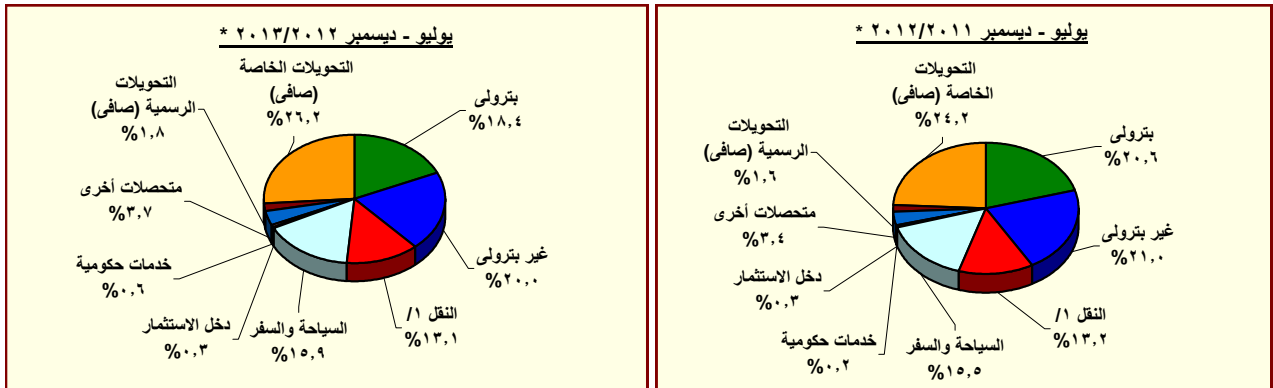 يوليو - ديسمبر ٢٠١٢/٢٠١١ *
التحويلات
الخاصة (صافى)
%٢٤,٢
بترولى
%٢٠,٦
غير بترولى
%٢١,٠
النقل ١/
%١٣,٢
السياحة والسفر
%١٥,٥
خدمات حكومية
%٠,٢
دخل الاستثمار
%٠,٣
متحصلات أخرى
%٣,٤
التحويلات
الرسمية (صافى)
%١,٦
يوليو - ديسمبر ٢٠١٣/٢٠١٢ *
التحويلات الخاصة
(صافى)
%٢٦,٢
بترولى
%١٨,٤
غير بترولى
%٢٠,٠
النقل ١/
%١٣,١
السياحة والسفر
%١٥,٩
دخل الاستثمار
%٠,٣
خدمات حكومية
%٠,٦
متحصلات أخرى
%٣,٧
التحويلات
الرسمية (صافى)
%١,٨